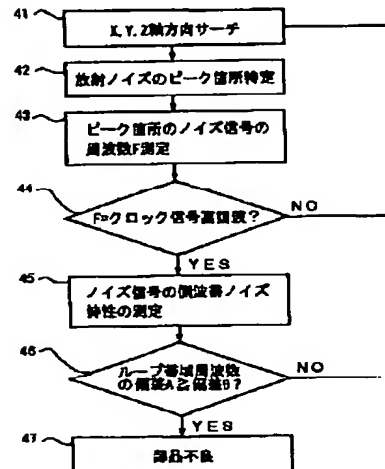 41
X,Y,Z軸方向サーチ
42
放射ノイズのピーク箇所特定
43
ピーク箇所のノイズ信号の
周波数F測定
44
F=クロック信号高調波?
NO
YES
45
ノイズ信号の側波帯ノイズ
特性の測定
46
ループ帯域周波数
の偏差A≧偏差B?
NO
YES
47
部品不良